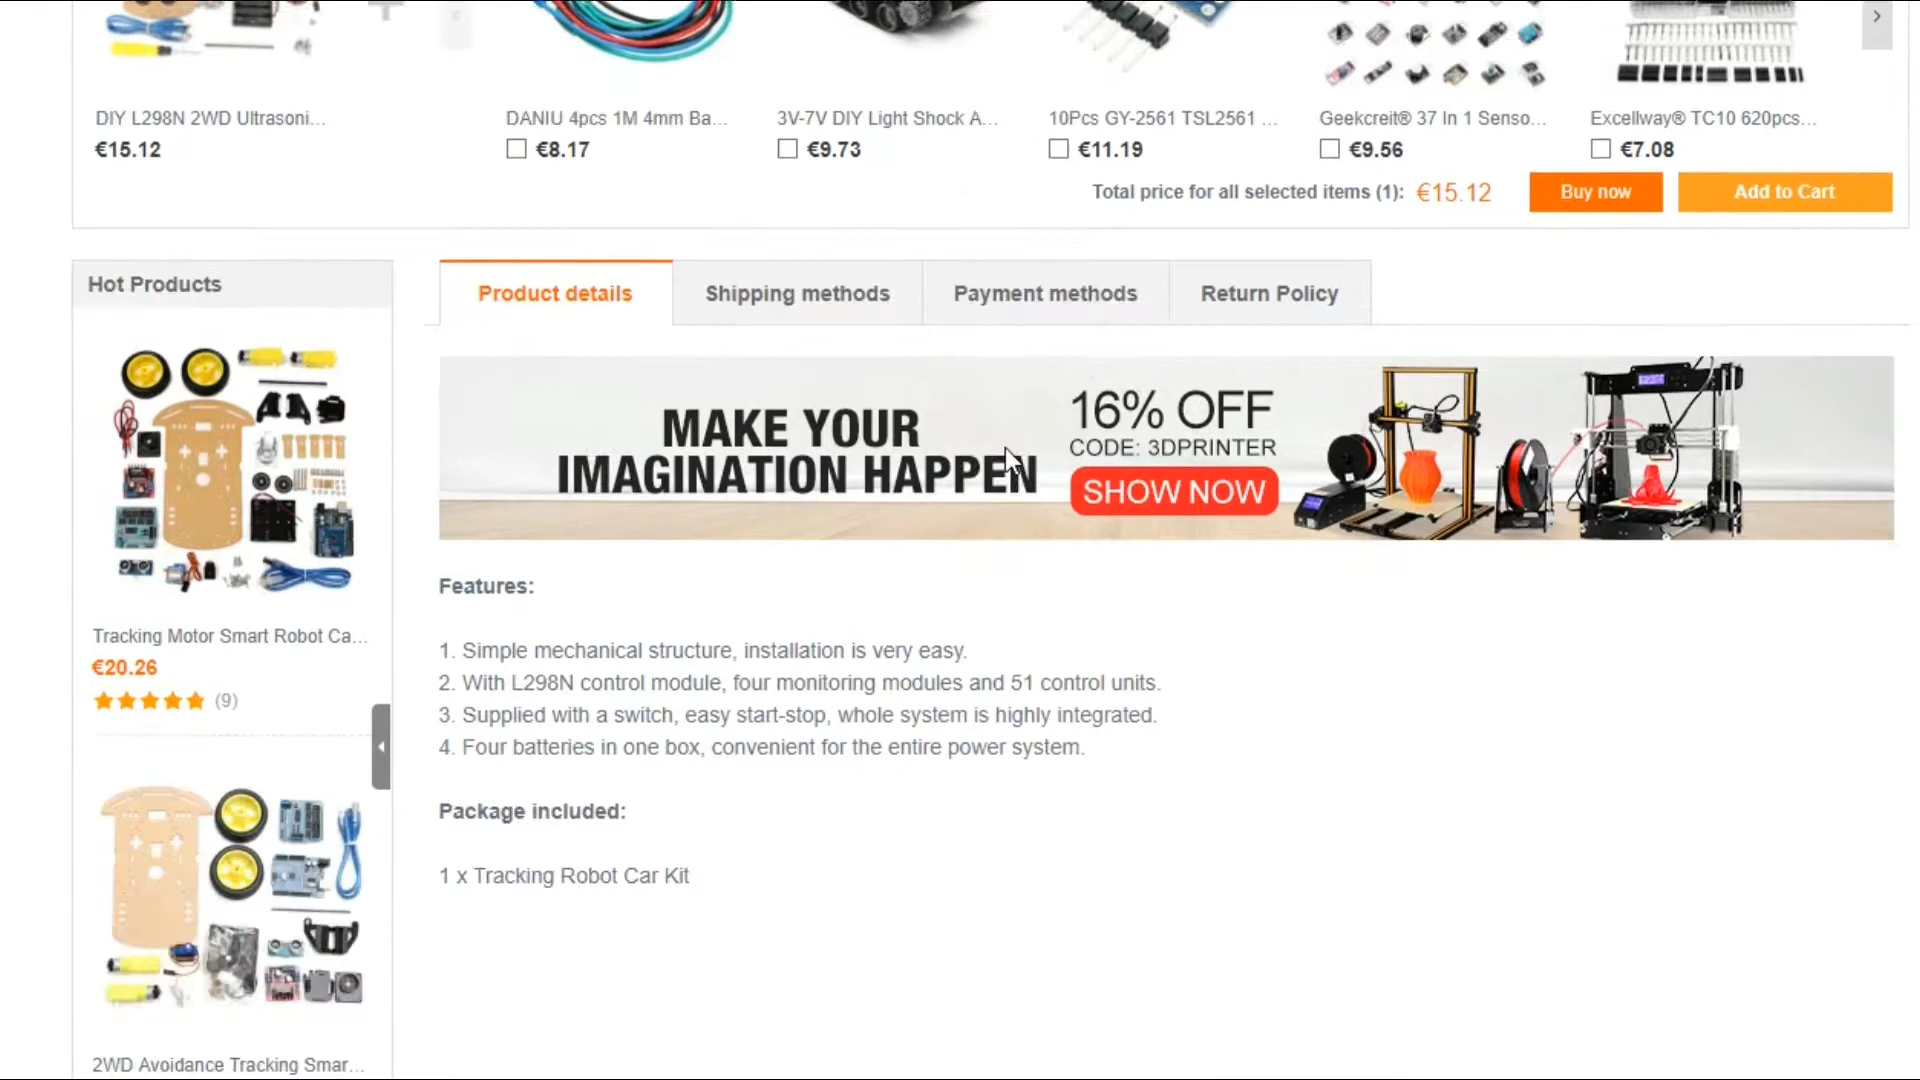 DIY L298N 2WD Ultrasoni...
€15.12
DANIU 4pcs 1M 4mm Ba...
€8.17
3V-7V DIY Light Shock A...
€9.73
10Pcs GY-2561 TSL2561 ...
€11.19
Geekcreit® 37 In 1 Senso...
€9.56
Excellway® TC10 620pcs...
€7.08
Total price for all selected items (1): €15.12
Buy now
Add to Cart
Hot Products
Tracking Motor Smart Robot Ca...
€20.26
(9)
2WD Avoidance Tracking Smar...
Product details
Shipping methods
Payment methods
Return Policy
MAKE YOUR
IMAGINATION HAPPEN
16% OFF
CODE: 3DPRINTER
SHOW NOW
Features:
1. Simple mechanical structure, installation is very easy.
2. With L298N control module, four monitoring modules and 51 control units.
3. Supplied with a switch, easy start-stop, whole system is highly integrated.
4. Four batteries in one box, convenient for the entire power system.
Package included:
1 x Tracking Robot Car Kit